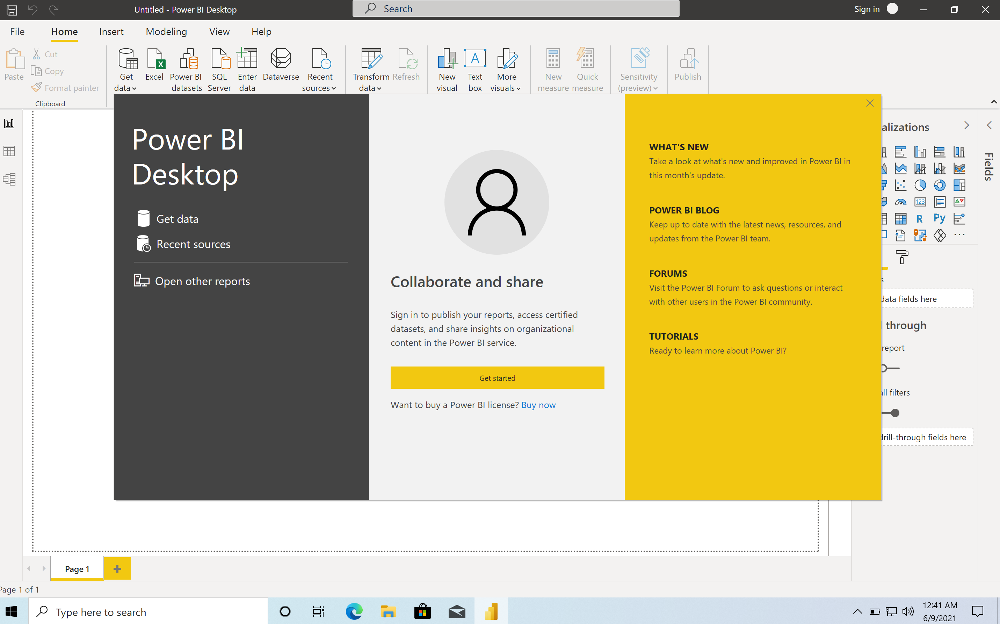 Untitled - Power BI Desktop
Search
Sign in
File
Home
Insert
Modeling
View
Help
Paste
Cut
Copy
Format painter
Clipboard
Get
data
Excel
Power BI
datasets
SQL
Server
Enter
data
Dataverse
Recent
sources
Transform
data
Refresh
New
visual
Text
box
More
visuals
New
measure
Quick
measure
Sensitivity
(preview)
Publish
Power BI
Desktop
Get data
Recent sources
Open other reports
Collaborate and share
Sign in to publish your reports, access certified
datasets, and share insights on organizational
content in the Power BI service.
Get started
Want to buy a Power BI license? Buy now
WHAT'S NEW
Take a look at what's new and improved in Power BI in
this month's update.
POWER BI BLOG
Keep up to date with the latest news, resources, and
updates from the Power BI team.
FORUMS
Visit the Power BI Forum to ask questions or interact
with other users in the Power BI community.
TUTORIALS
Ready to learn more about Power BI?
alizations
123
R
Py
s
data fields here
through
report
all filters
drill-through fields here
Fields
Page 1
Page 1 of 1
Type here to search
12:41 AM
6/9/2021